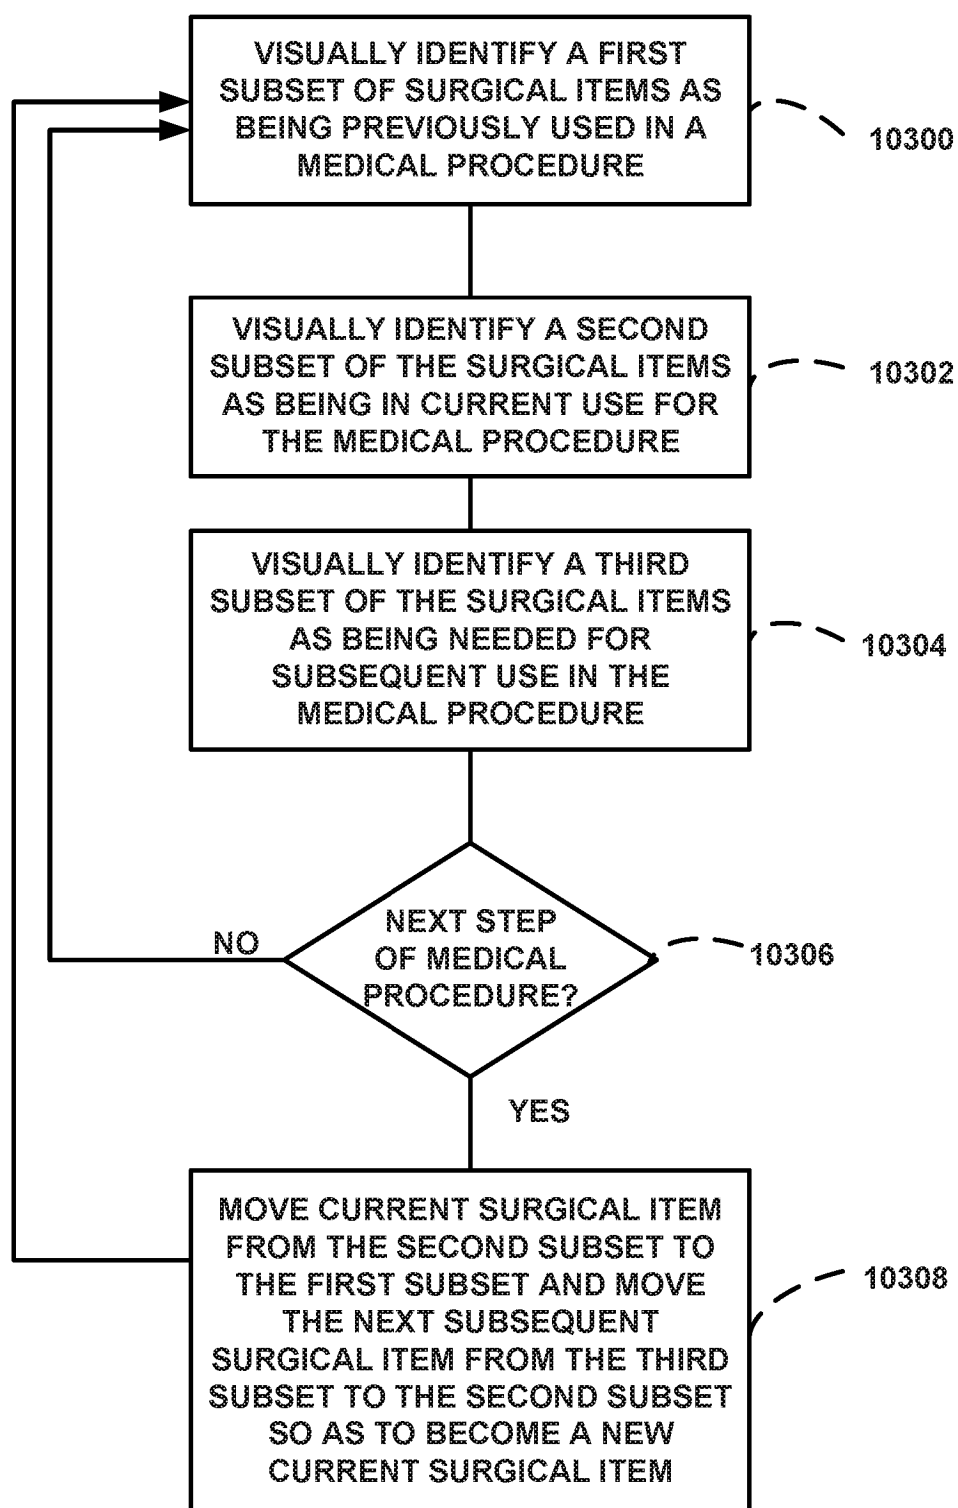 VISUALLY IDENTIFY A FIRST
SUBSET OF SURGICAL ITEMS AS
BEING PREVIOUSLY USED IN A
MEDICAL PROCEDURE
10300
VISUALLY IDENTIFY A SECOND
SUBSET OF THE SURGICAL ITEMS
AS BEING IN CURRENT USE FOR
THE MEDICAL PROCEDURE
10302
VISUALLY IDENTIFY A THIRD
SUBSET OF THE SURGICAL ITEMS
AS BEING NEEDED FOR
SUBSEQUENT USE IN THE
MEDICAL PROCEDURE
10304
NEXT STEP
OF MEDICAL
PROCEDURE?
NO
10306
YES
MOVE CURRENT SURGICAL ITEM
FROM THE SECOND SUBSET TO
THE FIRST SUBSET AND MOVE
THE NEXT SUBSEQUENT
SURGICAL ITEM FROM THE THIRD
SUBSET TO THE SECOND SUBSET
SO AS TO BECOME A NEW
CURRENT SURGICAL ITEM
10308